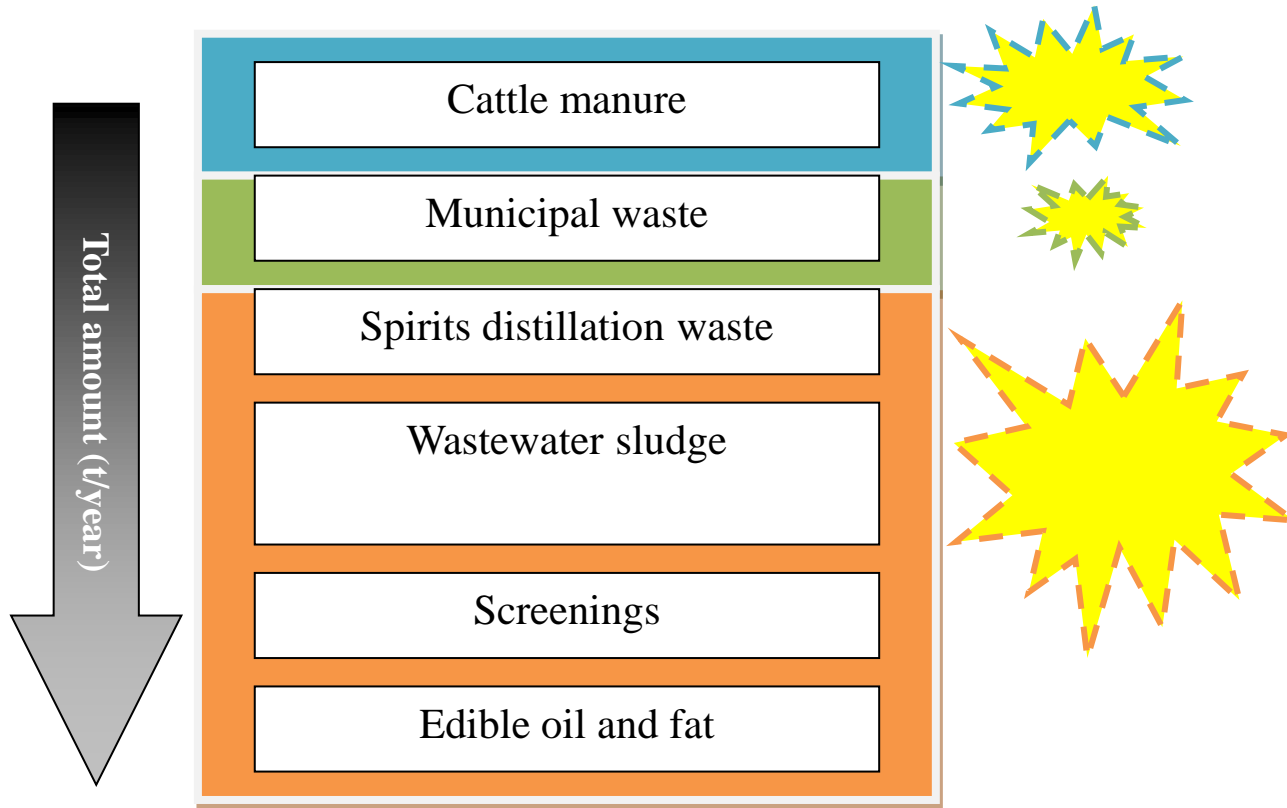 Total amount (t/year)
Cattle manure
Municipal waste
Spirits distillation waste
Wastewater sludge
Screenings
Edible oil and fat